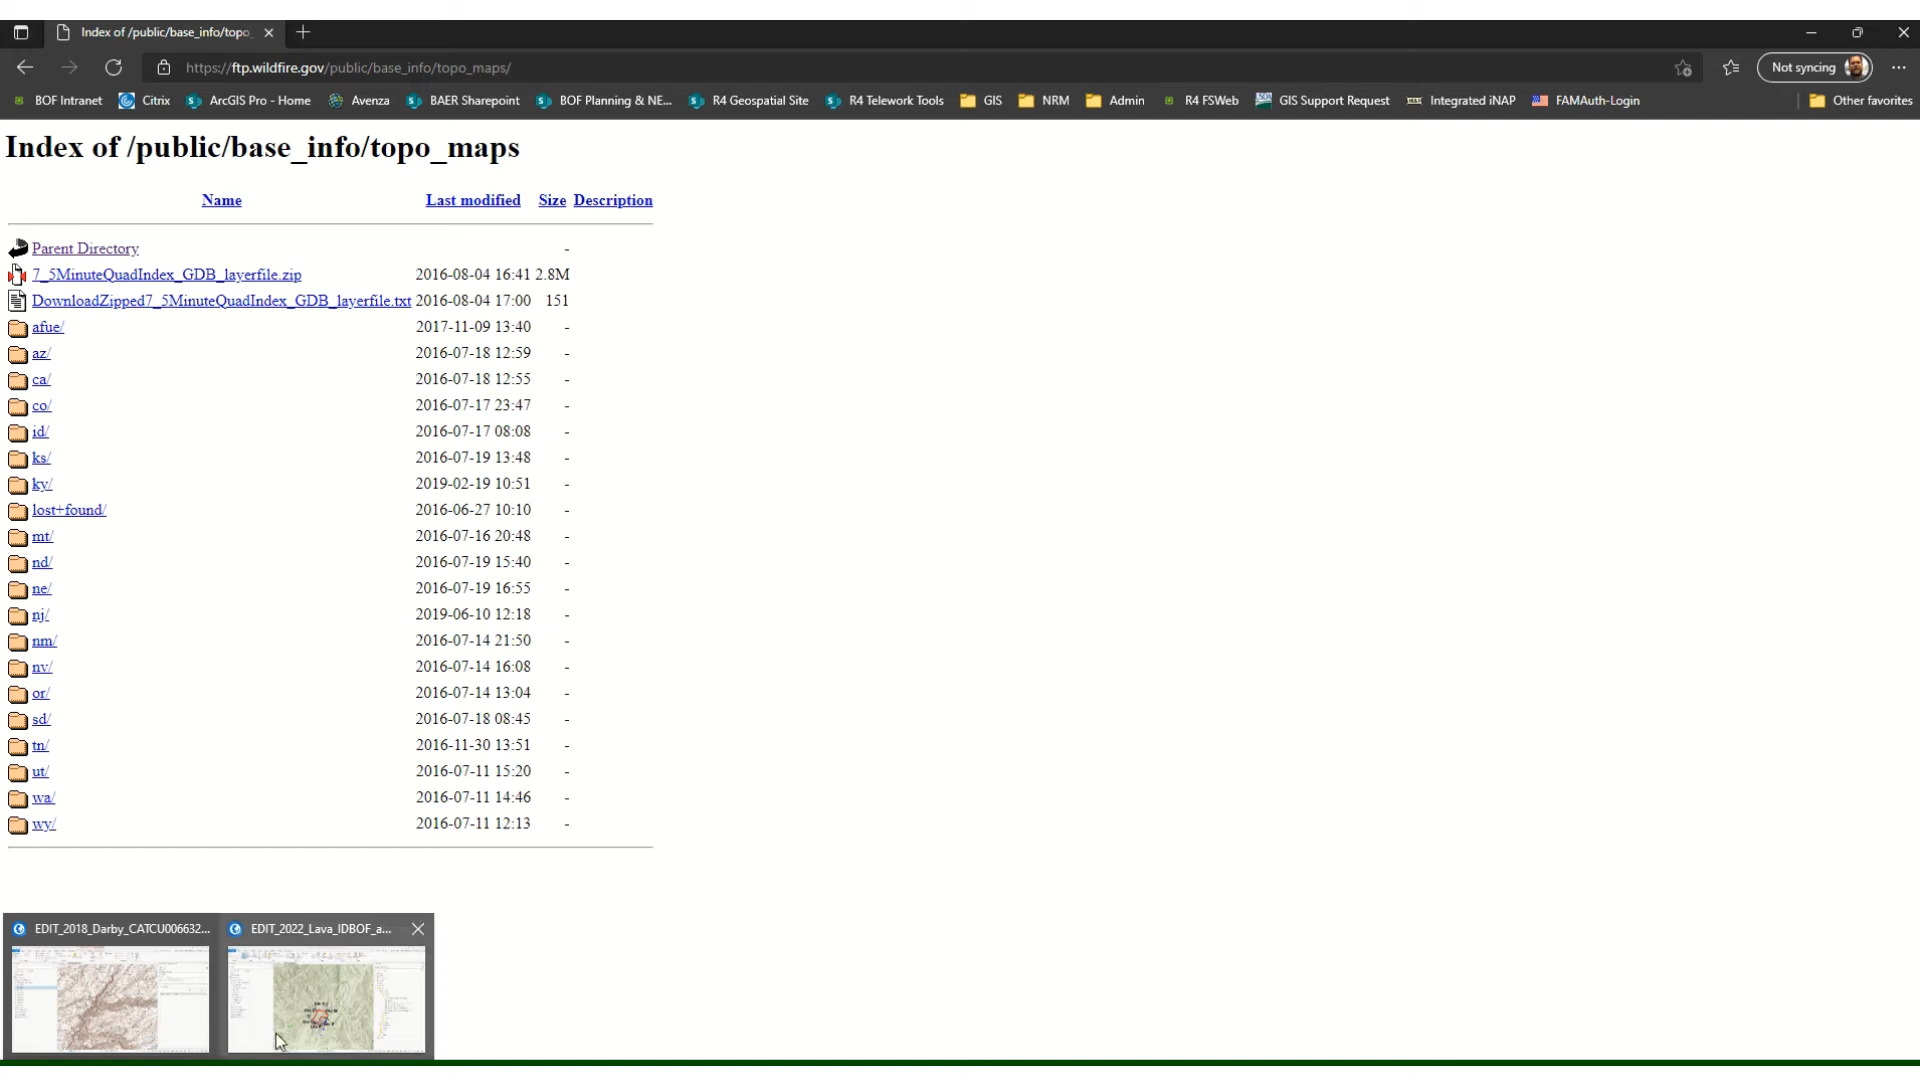 Index of /public/base_info/topo_
https://ftp.wildfire.gov/public/base_info/topo_maps/
Not syncing
BOF Intranet Citrix ArcGIS Pro - Home Avenza BAER Sharepoint BOF Planning & NE... R4 Geospatial Site R4 Telework Tools GIS NRM Admin R4 FSWeb GIS Support Request Integrated iNAP FAMAuth-Login Other favorites
Index of /public/base_info/topo_maps
Name Last modified Size Description
Parent Directory -
7_5MinuteQuadIndex_GDB_layerfile.zip 2016-08-04 16:41 2.8M
DownloadZipped7_5MinuteQuadIndex_GDB_layerfile.txt 2016-08-04 17:00 151
afue/ 2017-11-09 13:40 -
az/ 2016-07-18 12:59 -
ca/ 2016-07-18 12:55 -
co/ 2016-07-17 23:47 -
id/ 2016-07-17 08:08 -
ks/ 2016-07-19 13:48 -
ky/ 2019-02-19 10:51 -
lost+found/ 2016-06-27 10:10 -
mt/ 2016-07-16 20:48 -
nd/ 2016-07-19 15:40 -
ne/ 2016-07-19 16:55 -
nj/ 2019-06-10 12:18 -
nm/ 2016-07-14 21:50 -
nv/ 2016-07-14 16:08 -
or/ 2016-07-14 13:04 -
sd/ 2016-07-18 08:45 -
tn/ 2016-11-30 13:51 -
ut/ 2016-07-11 15:20 -
wa/ 2016-07-11 14:46 -
wy/ 2016-07-11 12:13 -
EDIT_2018_Darby_CATCU006632... EDIT_2022_Lava_IDBOF_a...